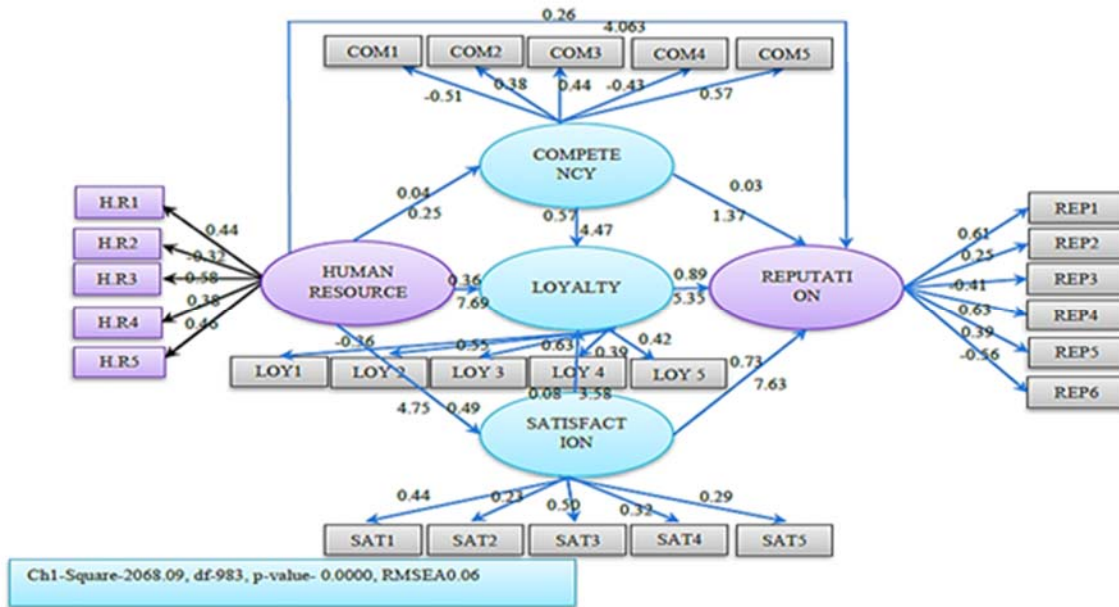 0.26
4.063
COM1
COM2
COM3
COM4
COM5
-0.51
0.38
0.44
-0.43
0.57
COMPETE
NCY
0.04
0.25
0.03
1.37
0.57
4.47
H.R1
H.R2
H.R3
H.R4
H.R5
0.44
-0.32
-0.58
0.38
0.46
HUMAN
RESOURCE
0.36
7.69
LOYALTY
0.89
5.35
REPUTATI
ON
REP1
REP2
REP3
REP4
REP5
REP6
0.61
0.25
-0.41
0.63
0.39
-0.56
-0.36
0.55
0.63
0.39
0.42
LOY1
LOY 2
LOY 3
LOY 4
LOY 5
0.08
3.58
4.75
0.49
0.73
7.63
SATISFACT
ION
0.44
0.23
0.50
0.32
0.29
SAT1
SAT2
SAT3
SAT4
SAT5
Ch1-Square-2068.09, df-983, p-value- 0.0000, RMSEA0.06